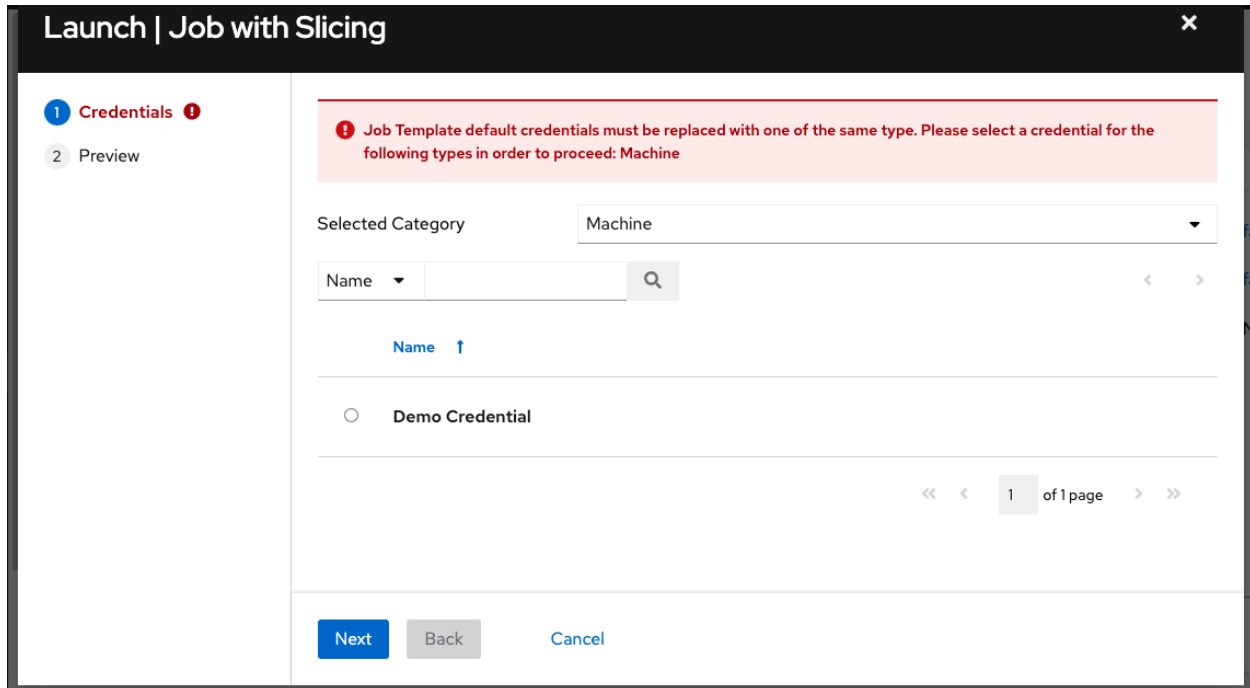 Launch | Job with Slicing
1 Credentials
2 Preview
Job Template default credentials must be replaced with one of the same type. Please select a credential for the
following types in order to proceed: Machine
Selected Category Machine
Name
Name
Demo Credential
1 of 1 page
Next Back Cancel